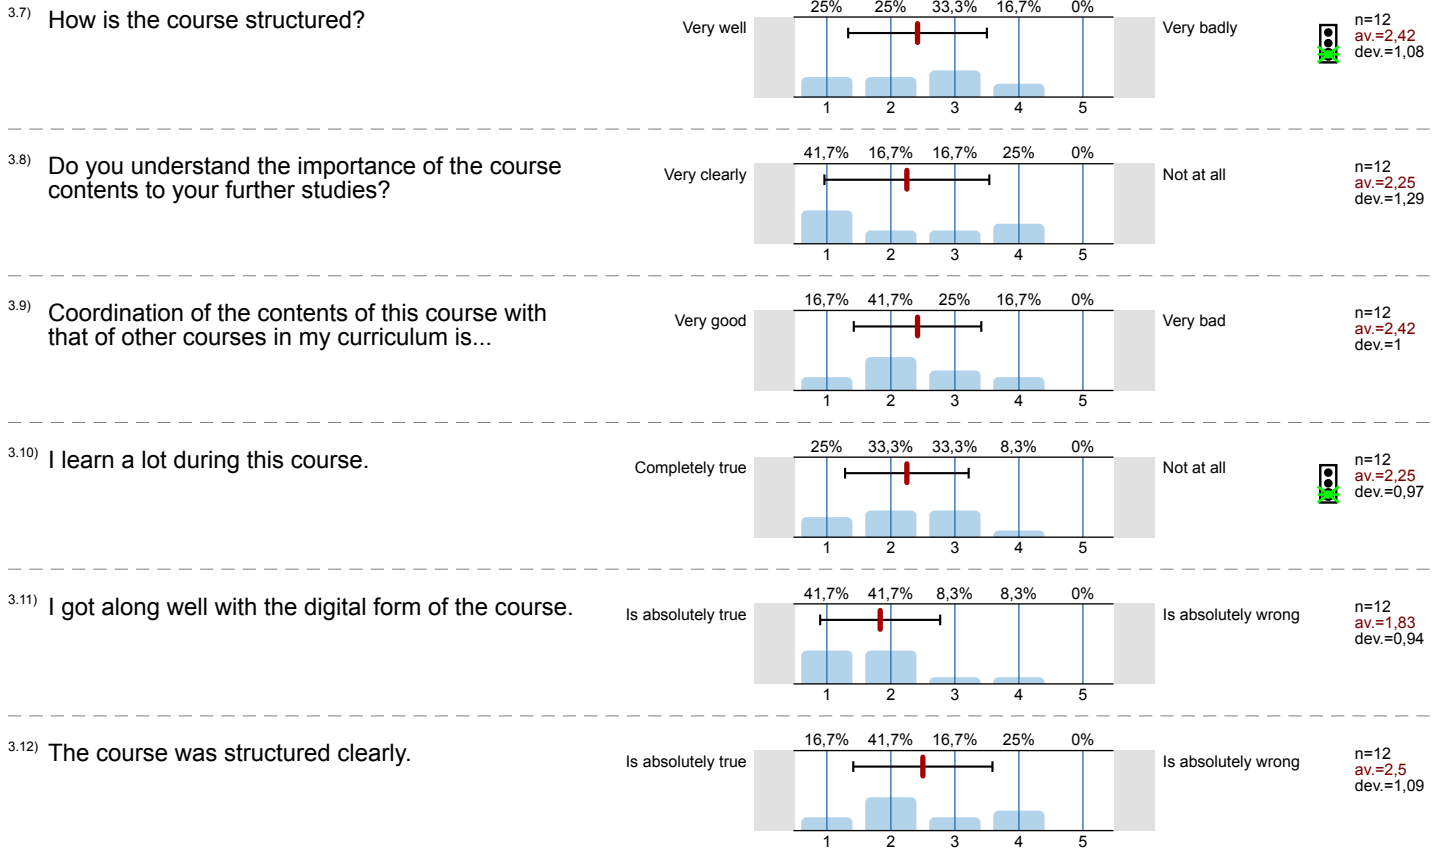 3.7) How is the course structured?
25% 25% 33,3% 16,7% 0%
Very well
Very badly
n=12
av.=2,42
dev.=1,08
1 2 3 4 5
3.8) Do you understand the importance of the course
contents to your further studies?
41,7% 16,7% 16,7% 25% 0%
Very clearly
Not at all
n=12
av.=2,25
dev.=1,29
1 2 3 4 5
3.9) Coordination of the contents of this course with
that of other courses in my curriculum is...
16,7% 41,7% 25% 16,7% 0%
Very good
Very bad
n=12
av.=2,42
dev.=1
1 2 3 4 5
3.10) I learn a lot during this course.
25% 33,3% 33,3% 8,3% 0%
Completely true
Not at all
n=12
av.=2,25
dev.=0,97
1 2 3 4 5
3.11) I got along well with the digital form of the course.
41,7% 41,7% 8,3% 8,3% 0%
Is absolutely true
Is absolutely wrong
n=12
av.=1,83
dev.=0,94
1 2 3 4 5
3.12) The course was structured clearly.
16,7% 41,7% 16,7% 25% 0%
Is absolutely true
Is absolutely wrong
n=12
av.=2,5
dev.=1,09
1 2 3 4 5